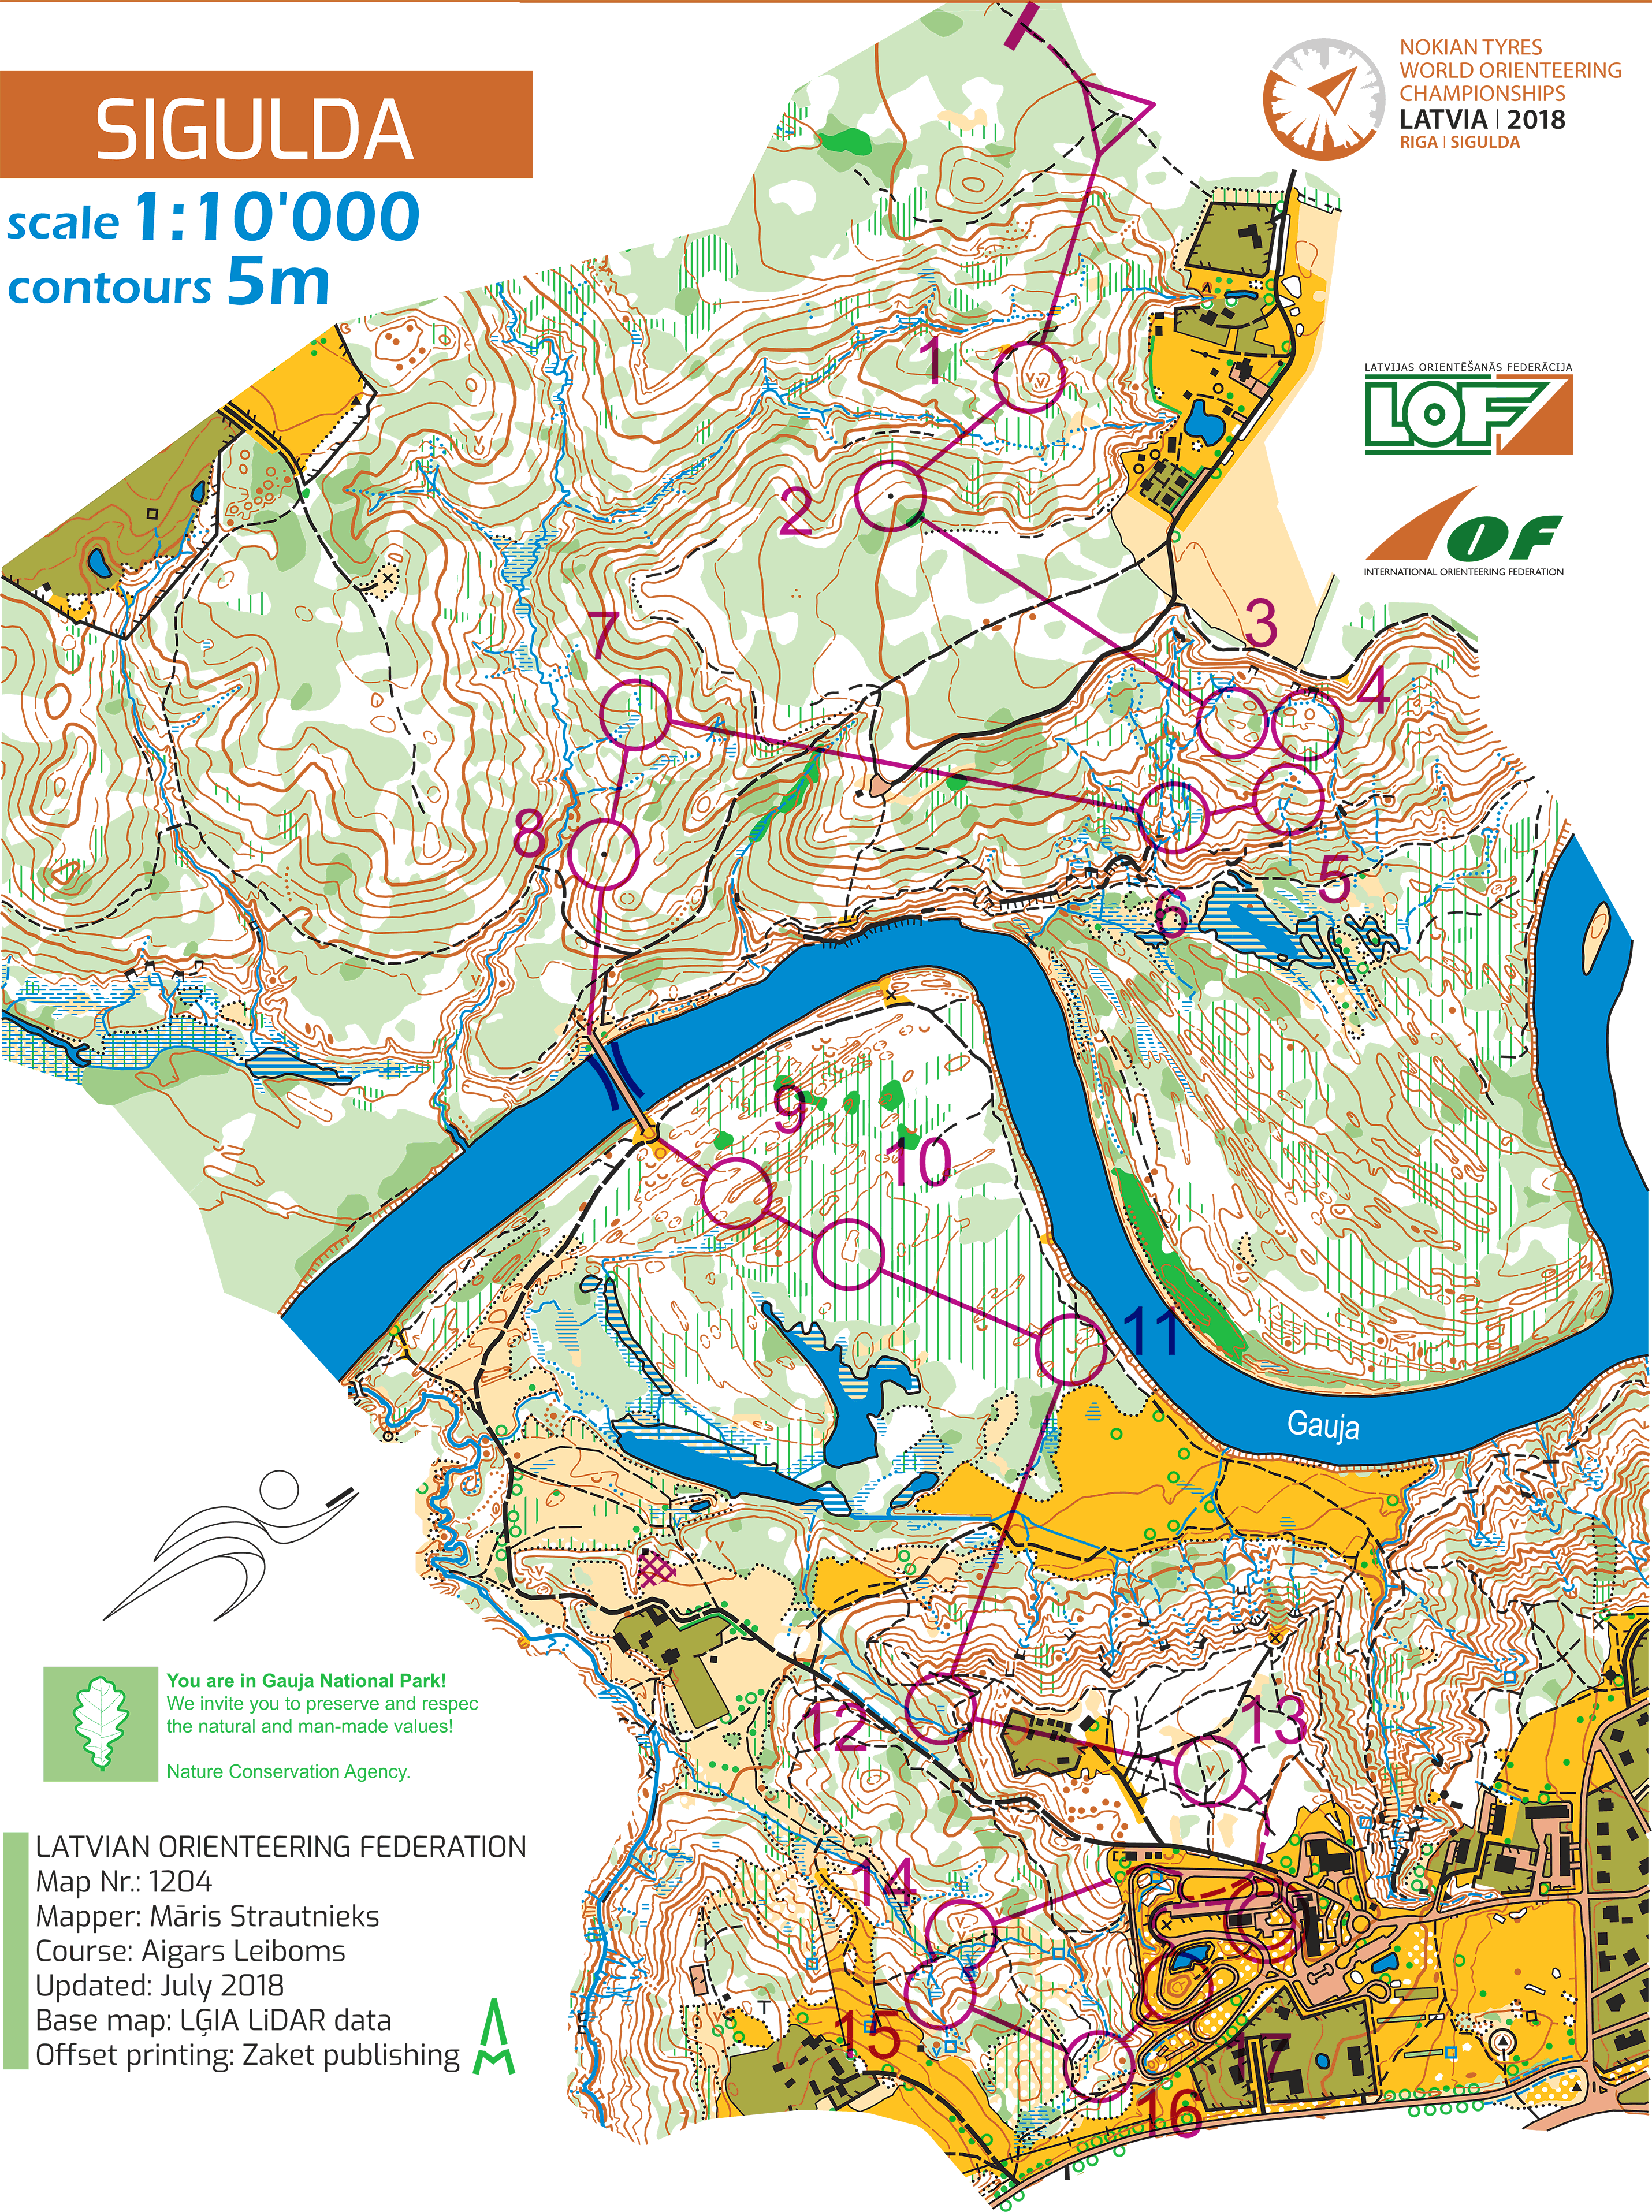 SIGULDA
scale 1:10'000
contours 5m
NOKIAN TYRES
WORLD ORIENTEERING
CHAMPIONSHIPS
LATVIA | 2018
RIGA | SIGULDA
LATVIJAS ORIENTĒŠANĀS FEDERĀCIJA
LOF
IOF
INTERNATIONAL ORIENTEERING FEDERATION
1
2
3
4
7
8
5
6
9
10
11
Gauja
12
13
14
15
16
17
You are in Gauja National Park!
We invite you to preserve and respec
the natural and man-made values!
Nature Conservation Agency.
LATVIAN ORIENTEERING FEDERATION
Map Nr.: 1204
Mapper: Māris Strautnieks
Course: Aigars Leiboms
Updated: July 2018
Base map: LĢIA LiDAR data
Offset printing: Zaket publishing